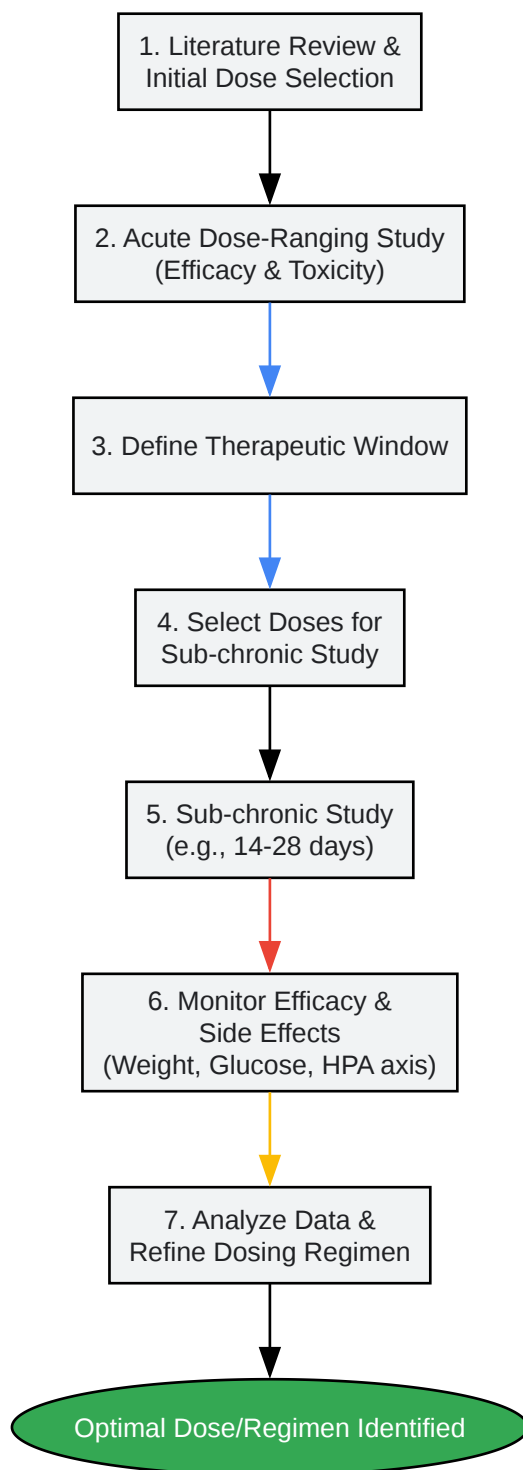 1. Literature Review &
Initial Dose Selection
2. Acute Dose-Ranging Study
(Efficacy & Toxicity)
3. Define Therapeutic Window
4. Select Doses for
Sub-chronic Study
5. Sub-chronic Study
(e.g., 14-28 days)
6. Monitor Efficacy &
Side Effects
(Weight, Glucose, HPA axis)
7. Analyze Data &
Refine Dosing Regimen
Optimal Dose/Regimen Identified